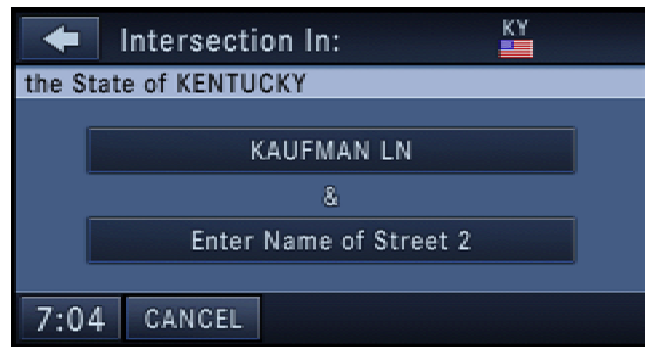 Intersection In:
KY
the State of KENTUCKY
KAUFMAN LN
&
Enter Name of Street 2
7:04
CANCEL